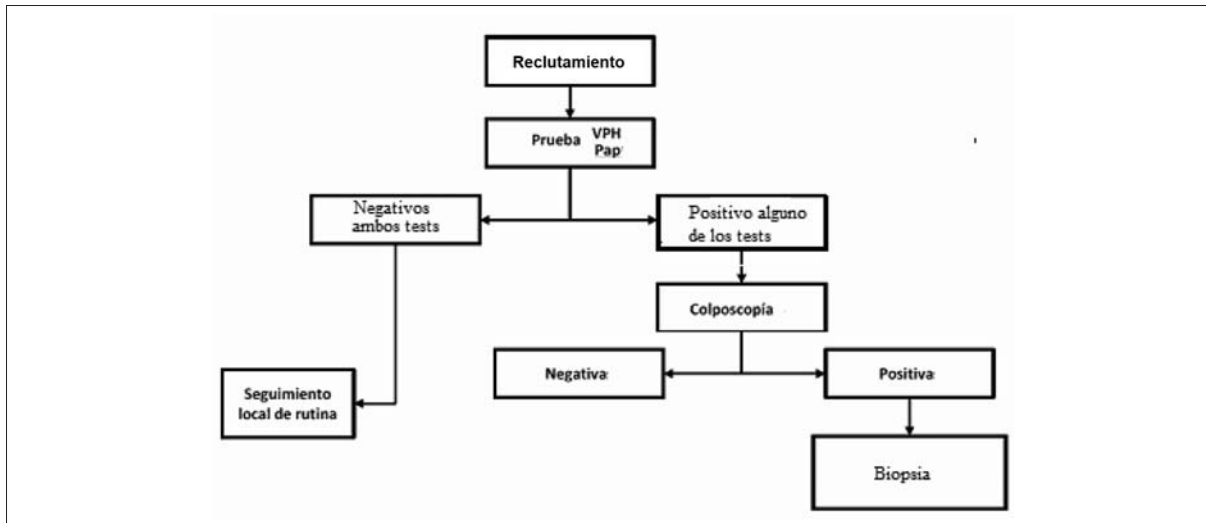 Reclutamiento
Prueba VPH
Pap
Negativos
ambos tests
Positivo alguno
de los tests
Colposcopía
Negativa
Positiva
Seguimiento
local de rutina
Biopsia